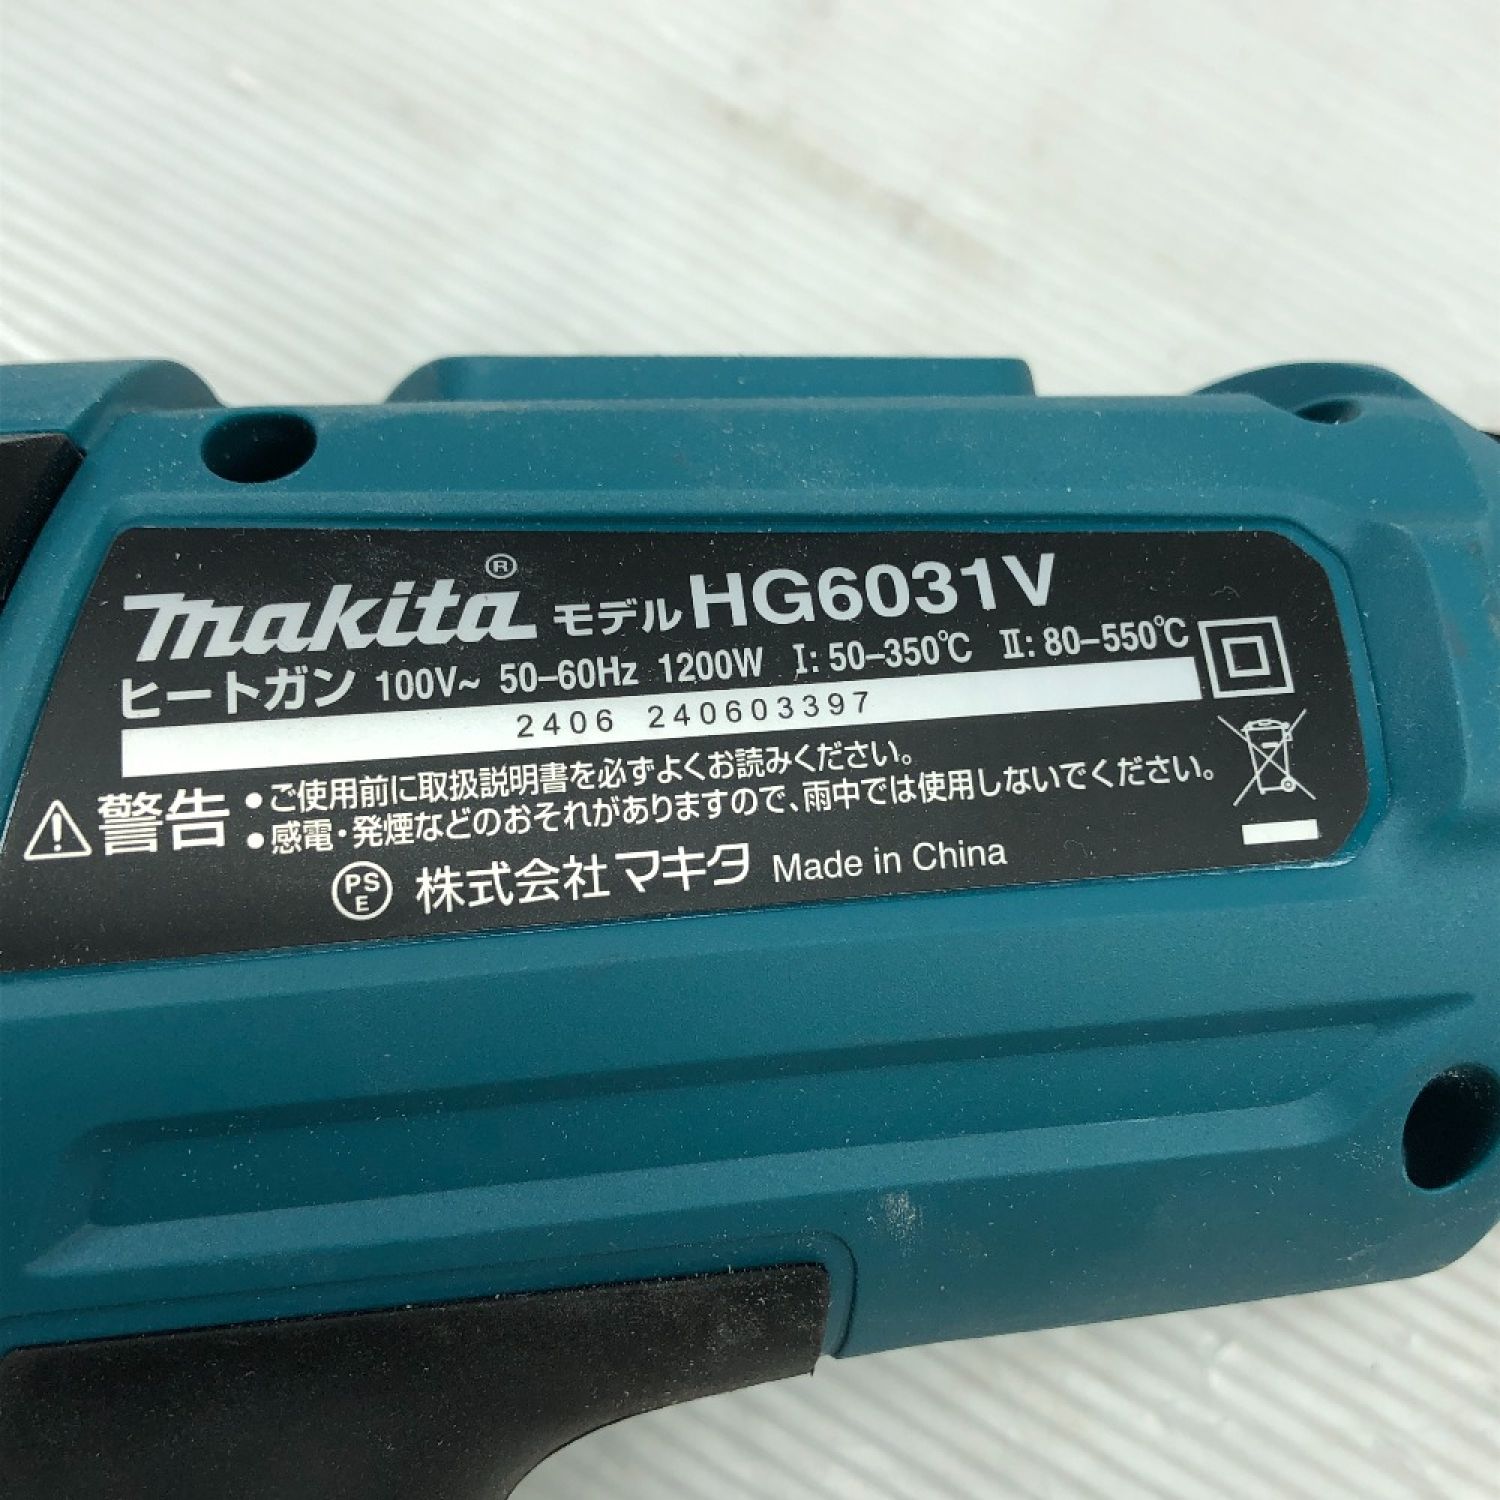 makita® モデル HG6031V
ヒートガン 100V~ 50–60Hz 1200W I: 50–350℃ II: 80–550℃
2406 240603397
⚠警告 •ご使用前に取扱説明書を必ずよくお読みください。
•感電・発煙などのおそれがありますので、雨中では使用しないでください。
PSE 株式会社 マキタ Made in China